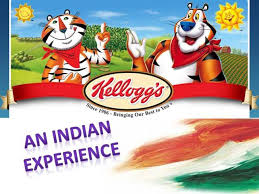 Kellogg's
Since 1906 - Bringing Our Best to You
AN INDIAN
EXPERIENCE